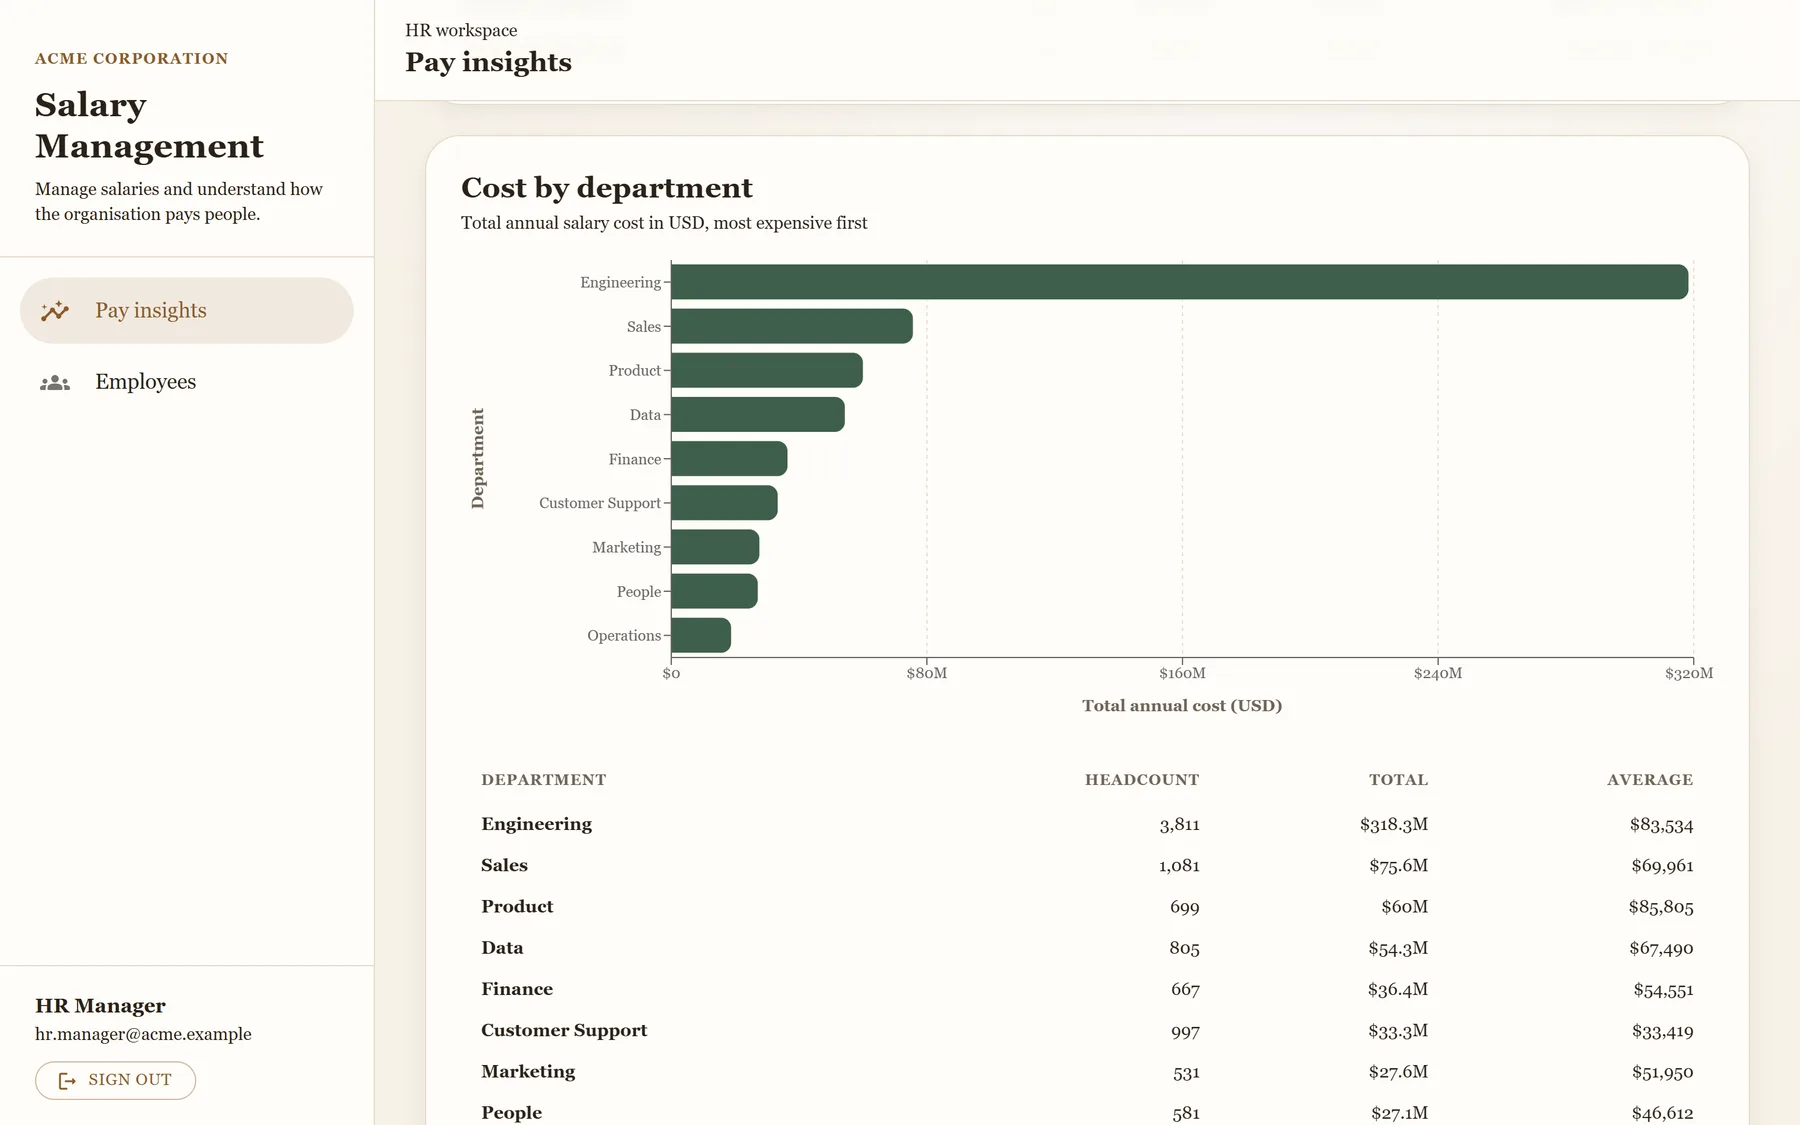 ACME CORPORATION
Salary
Management
Manage salaries and understand how
the organisation pays people.
Pay insights
Employees
HR Manager
hr.manager@acme.example
SIGN OUT
HR workspace
Pay insights
Cost by department
Total annual salary cost in USD, most expensive first
Department
Engineering
Sales
Product
Data
Finance
Customer Support
Marketing
People
Operations
$0 $80M $160M $240M $320M
Total annual cost (USD)
DEPARTMENT HEADCOUNT TOTAL AVERAGE
Engineering 3,811 $318.3M $83,534
Sales 1,081 $75.6M $69,961
Product 699 $60M $85,805
Data 805 $54.3M $67,490
Finance 667 $36.4M $54,551
Customer Support 997 $33.3M $33,419
Marketing 531 $27.6M $51,950
People 581 $27.1M $46,612